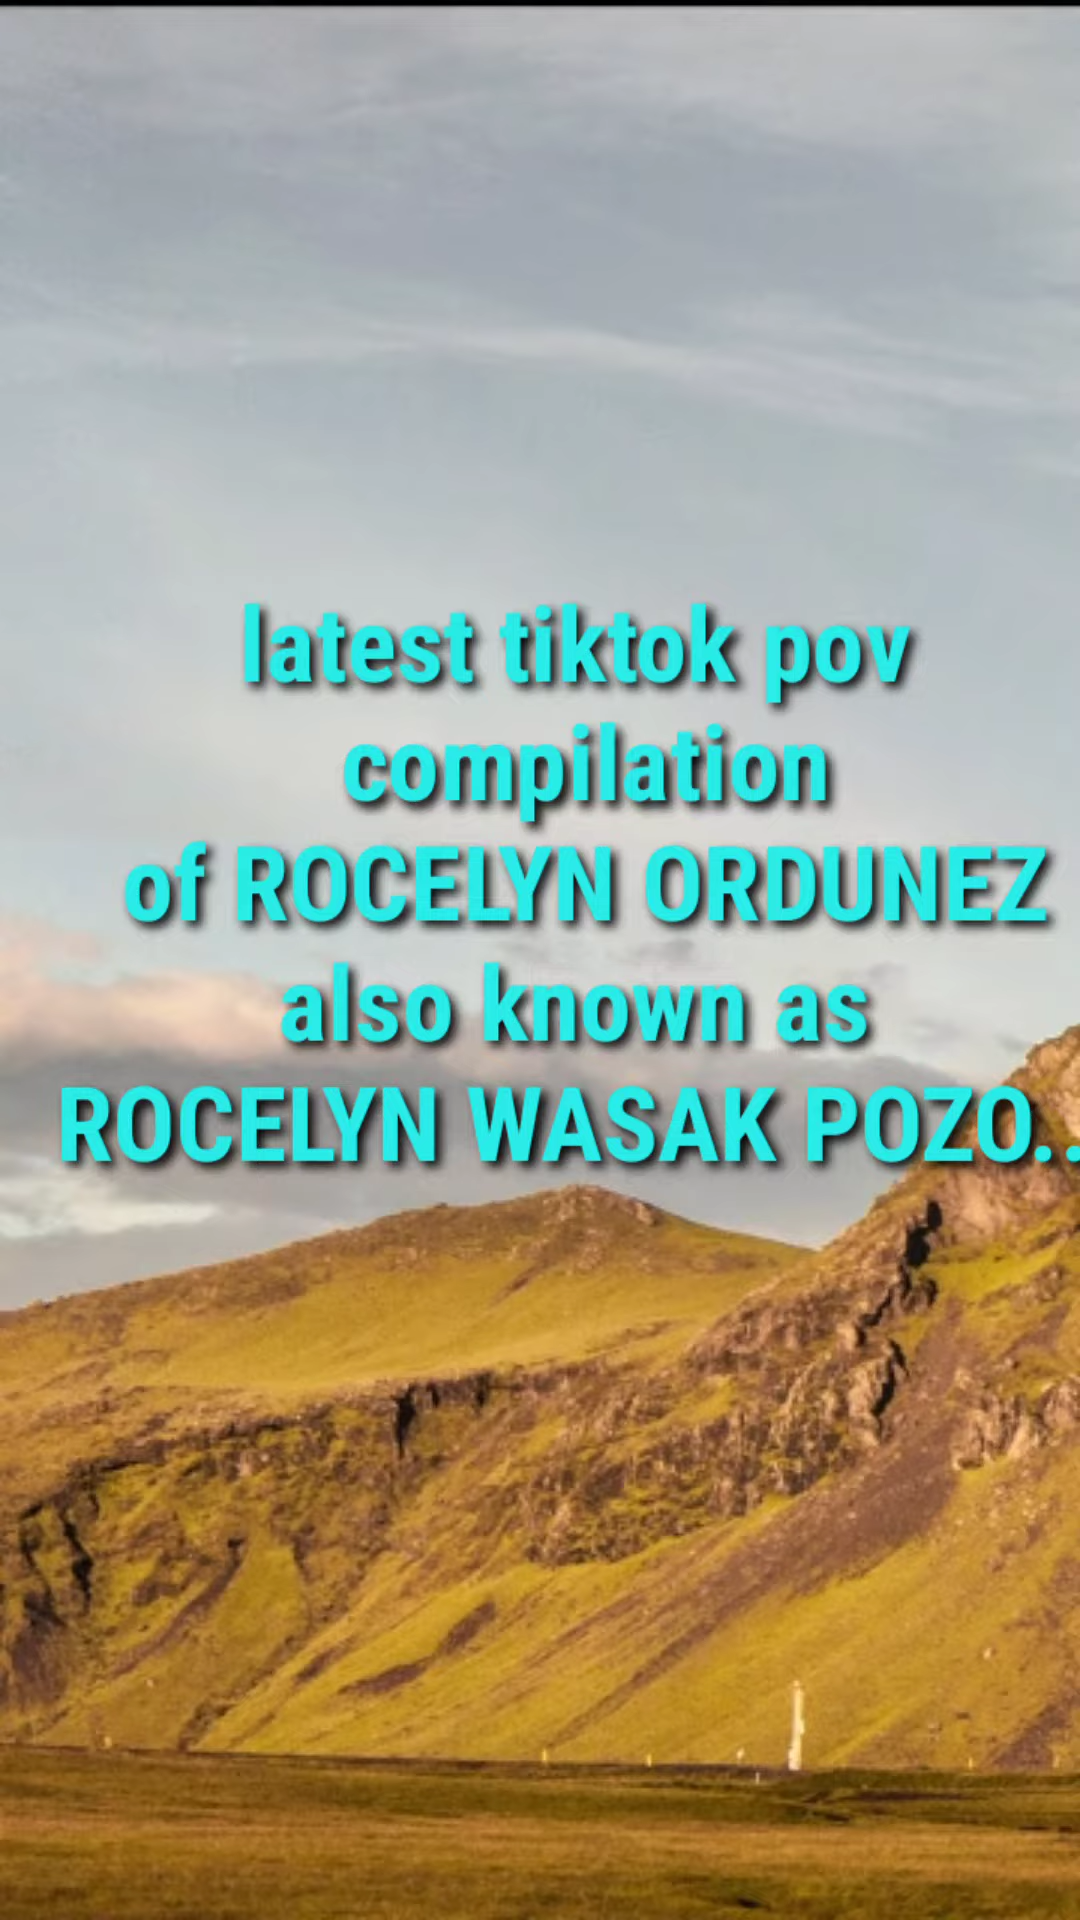 latest tiktok pov
compilation
of ROCELYN ORDUNEZ
also known as
ROCELYN WASAK POZO..